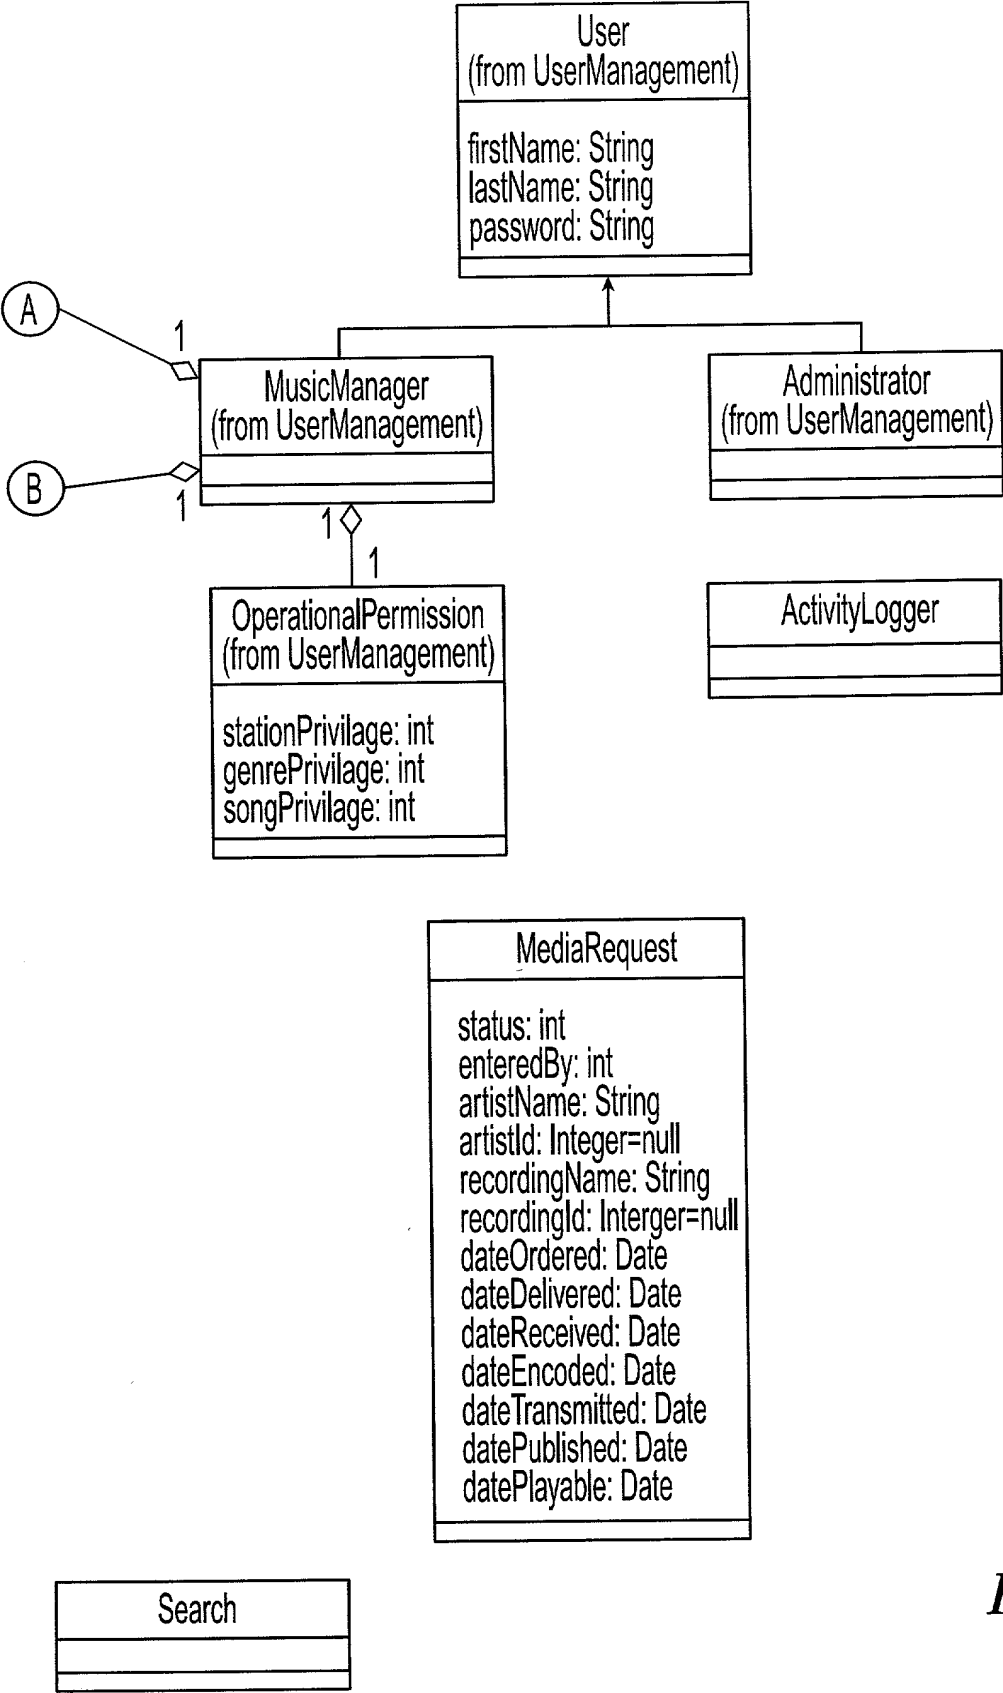 User
(from UserManagement)
firstName: String
lastName: String
password: String
A
1
MusicManager
(from UserManagement)
Administrator
(from UserManagement)
B
1
1
1
OperationalPermission
(from UserManagement)
stationPrivilage: int
genrePrivilage: int
songPrivilage: int
ActivityLogger
MediaRequest
status: int
enteredBy: int
artistName: String
artistId: Integer=null
recordingName: String
recordingId: Interger=null
dateOrdered: Date
dateDelivered: Date
dateReceived: Date
dateEncoded: Date
dateTransmitted: Date
datePublished: Date
datePlayable: Date
Search